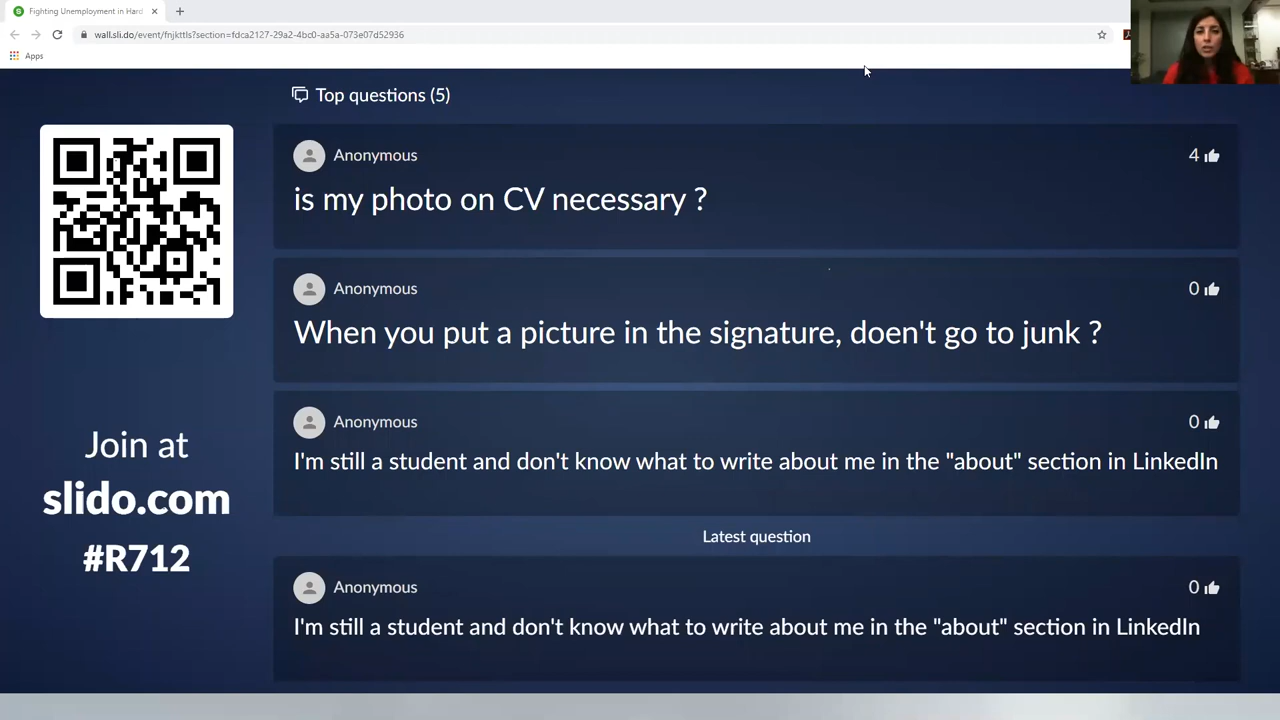 Fighting Unemployment in Hard
wall.sli.do/event/fnjkttls?section=fdca2127-29a2-4bc0-aa5a-073e07d52936
Apps
Top questions (5)
Anonymous
4
is my photo on CV necessary ?
Anonymous
0
When you put a picture in the signature, doen't go to junk ?
Anonymous
0
I'm still a student and don't know what to write about me in the "about" section in LinkedIn
Latest question
Anonymous
0
I'm still a student and don't know what to write about me in the "about" section in LinkedIn
Join at
slido.com
#R712